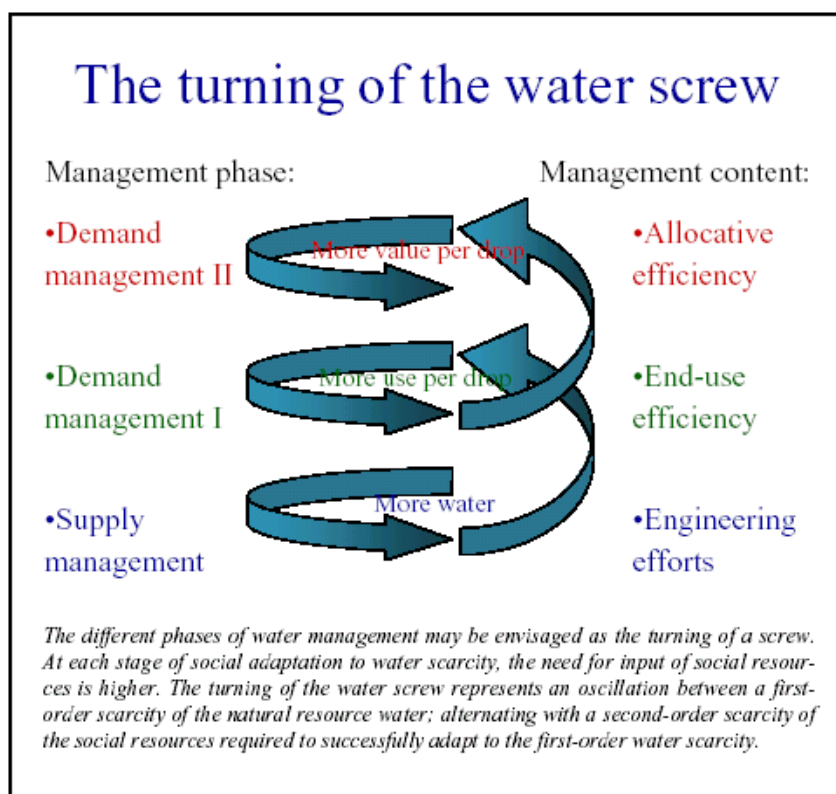 The turning of the water screw
Management phase:
Management content:
•Demand
management II
More value per drop
•Allocative
efficiency
•Demand
management I
More use per drop
•End-use
efficiency
•Supply
management
More water
•Engineering
efforts
The different phases of water management may be envisaged as the turning of a screw.
At each stage of social adaptation to water scarcity, the need for input of social resour-
ces is higher. The turning of the water screw represents an oscillation between a first-
order scarcity of the natural resource water; alternating with a second-order scarcity of
the social resources required to successfully adapt to the first-order water scarcity.